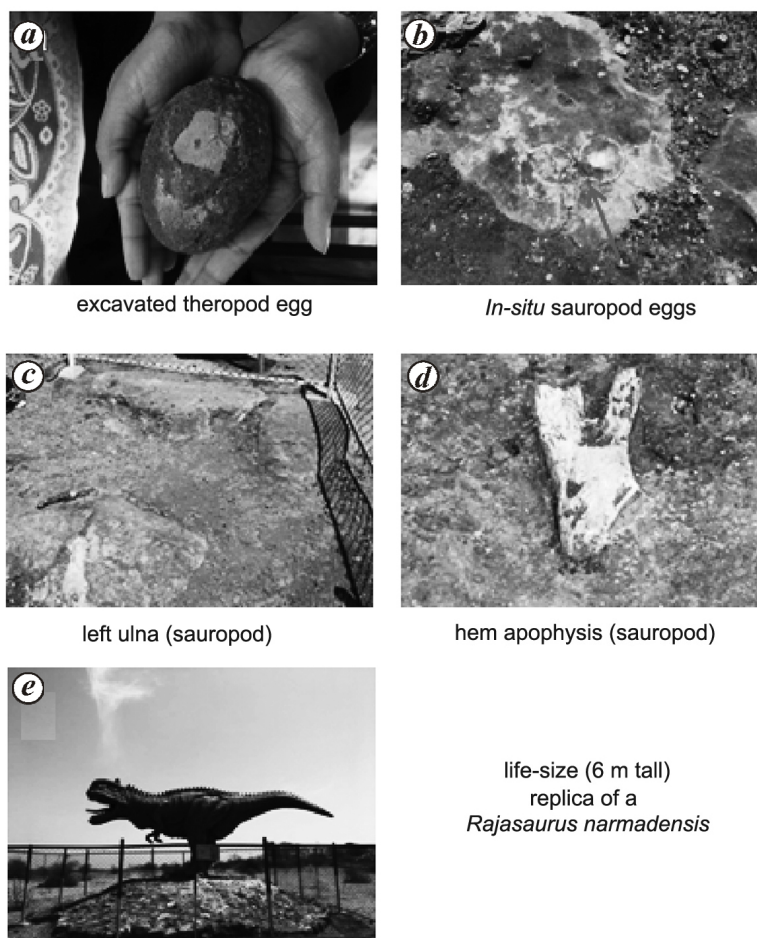 a
b
excavated theropod egg
In-situ sauropod eggs
c
d
left ulna (sauropod)
hem apophysis (sauropod)
e
life-size (6 m tall)
replica of a
Rajasaurus narmadensis